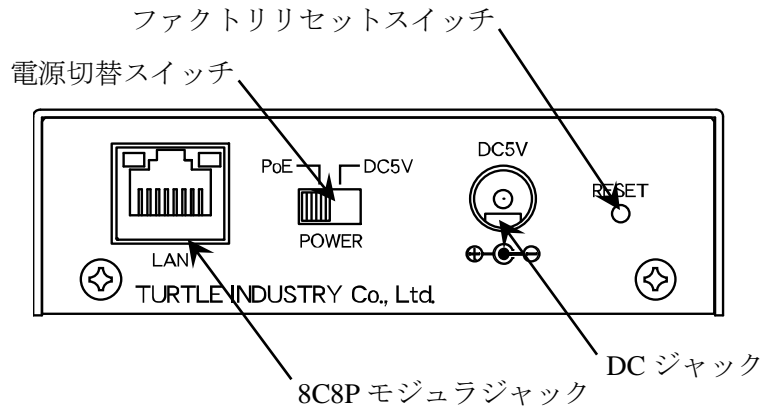 ファクトリリセットスイッチ
電源切替スイッチ
PoE DC5V
DC5V
RESET
POWER
LAN
TURTLE INDUSTRY Co., Ltd.
DC ジャック
8C8P モジュラジャック